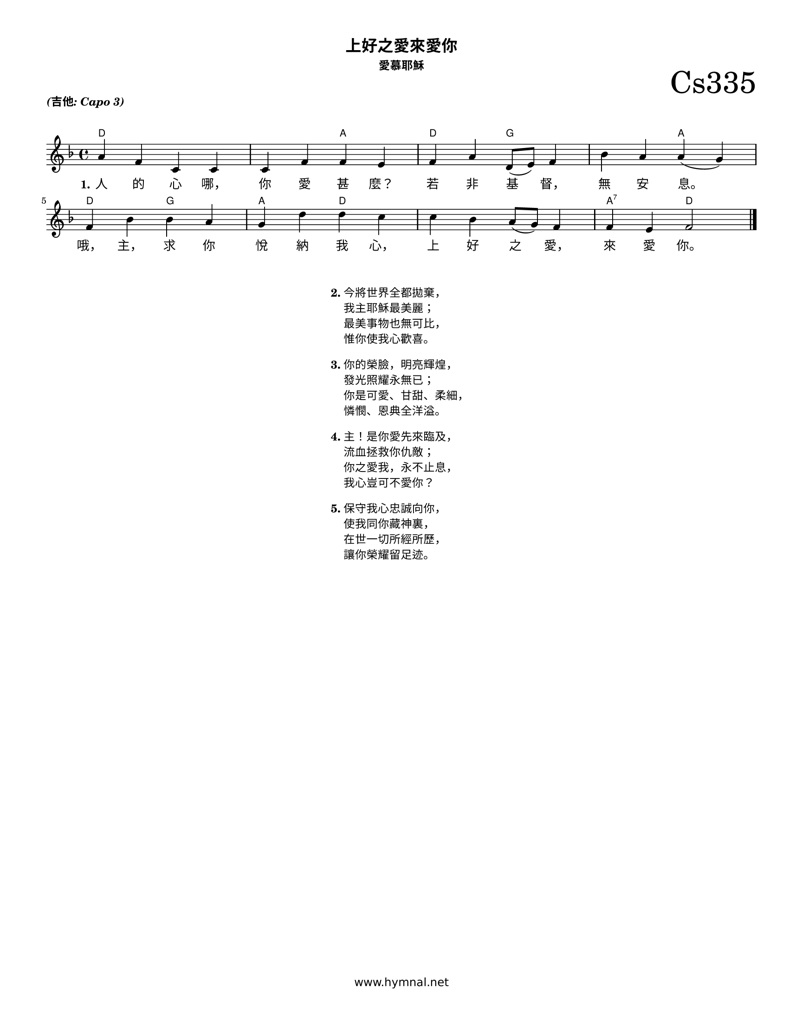 上好之愛來愛你
愛慕耶穌
Cs335
(吉他: Capo 3)
D A D G A
1. 人 的 心 哪， 你 愛 甚 麼？ 若 非 基 督， 無 安 息。
5 D G A D A7 D
哦， 主， 求 你 悅 納 我 心， 上 好 之 愛， 來 愛 你。
2. 今將世界全都拋棄，
我主耶穌最美麗；
最美事物也無可比，
惟你使我心歡喜。
3. 你的榮臉，明亮輝煌，
發光照耀永無已；
你是可愛、甘甜、柔細，
憐憫、恩典全洋溢。
4. 主！是你愛先來臨及，
流血拯救你仇敵；
你之愛我，永不止息，
我心豈可不愛你？
5. 保守我心忠誠向你，
使我同你藏神裏，
在世一切所經所歷，
讓你榮耀留足迹。
www.hymnal.net